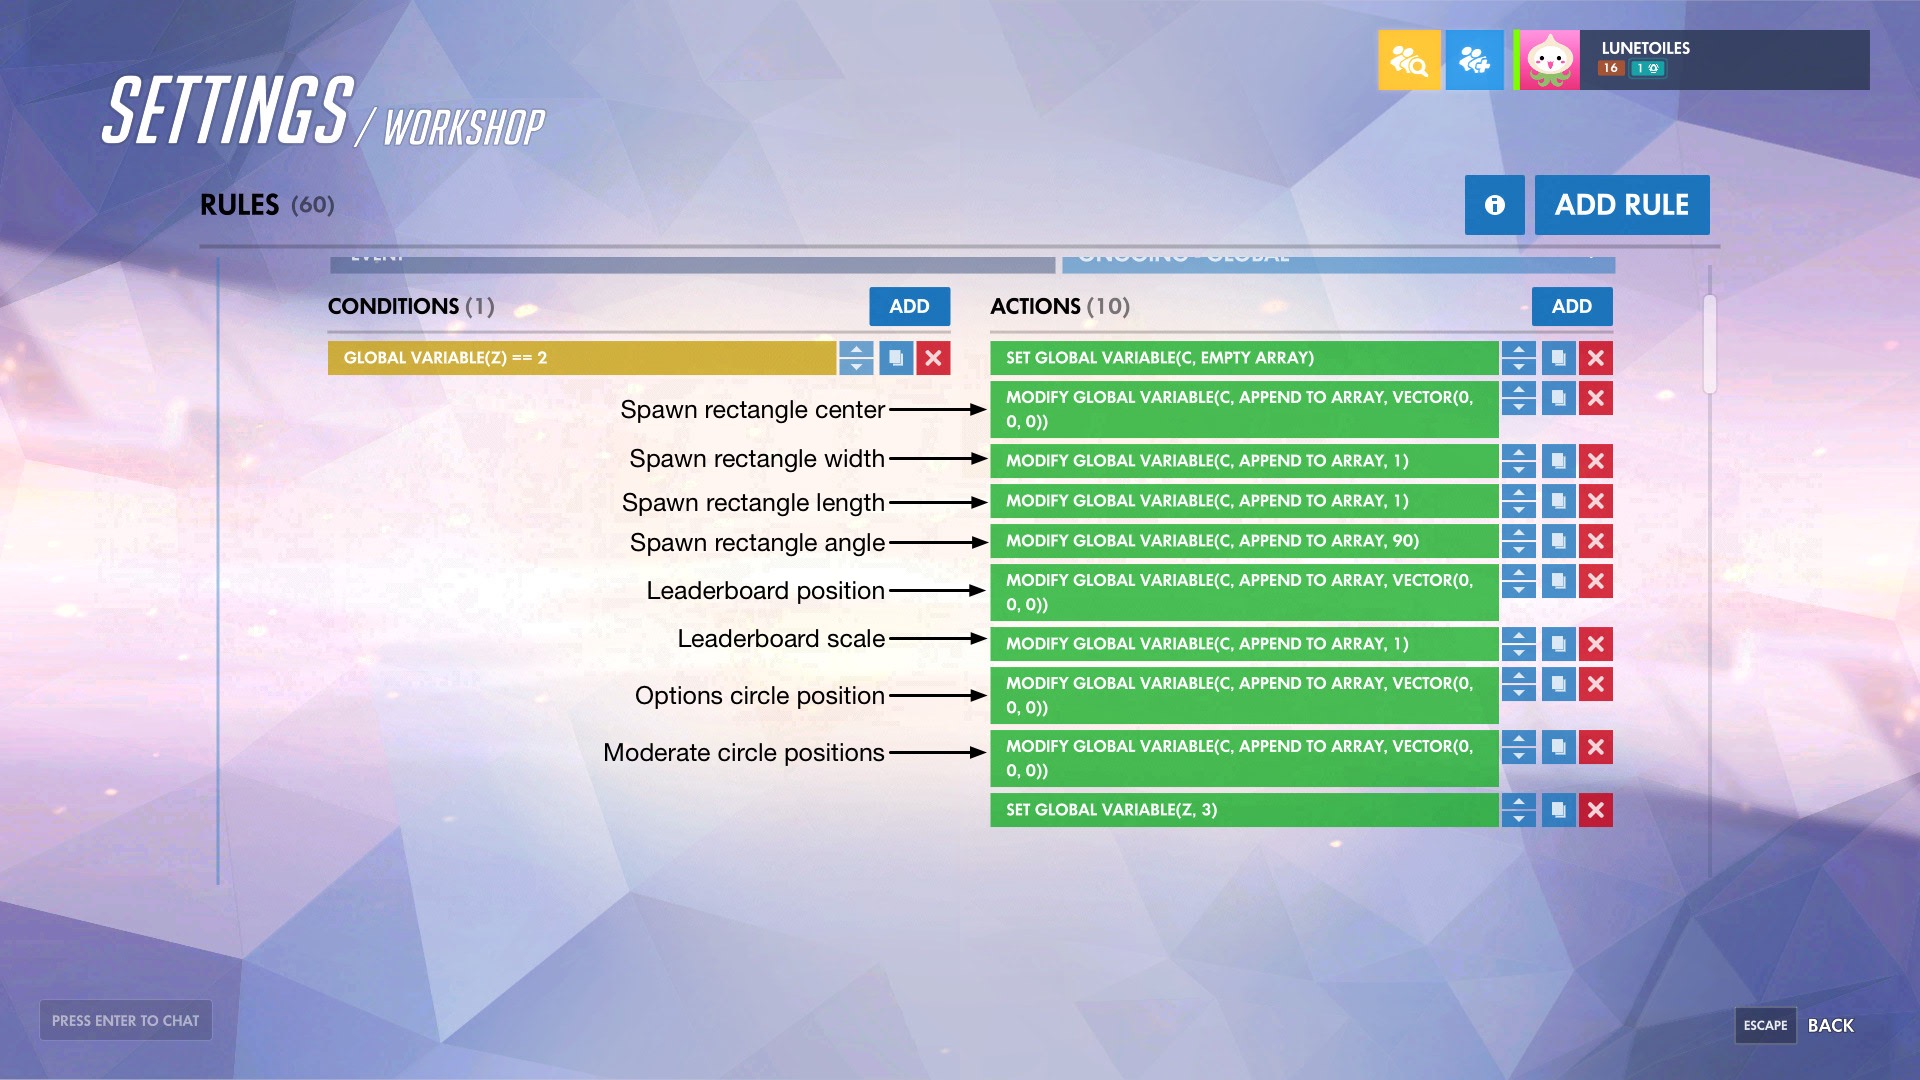 SETTINGS / WORKSHOP
LUNETOILES
16 1
RULES (60)
ADD RULE
EVENT
ONGOING - GLOBAL
CONDITIONS (1)
ADD
ACTIONS (10)
ADD
GLOBAL VARIABLE(Z) == 2
SET GLOBAL VARIABLE(C, EMPTY ARRAY)
Spawn rectangle center
MODIFY GLOBAL VARIABLE(C, APPEND TO ARRAY, VECTOR(0,
0, 0))
Spawn rectangle width
MODIFY GLOBAL VARIABLE(C, APPEND TO ARRAY, 1)
Spawn rectangle length
MODIFY GLOBAL VARIABLE(C, APPEND TO ARRAY, 1)
Spawn rectangle angle
MODIFY GLOBAL VARIABLE(C, APPEND TO ARRAY, 90)
Leaderboard position
MODIFY GLOBAL VARIABLE(C, APPEND TO ARRAY, VECTOR(0,
0, 0))
Leaderboard scale
MODIFY GLOBAL VARIABLE(C, APPEND TO ARRAY, 1)
Options circle position
MODIFY GLOBAL VARIABLE(C, APPEND TO ARRAY, VECTOR(0,
0, 0))
Moderate circle positions
MODIFY GLOBAL VARIABLE(C, APPEND TO ARRAY, VECTOR(0,
0, 0))
SET GLOBAL VARIABLE(Z, 3)
PRESS ENTER TO CHAT
ESCAPE BACK